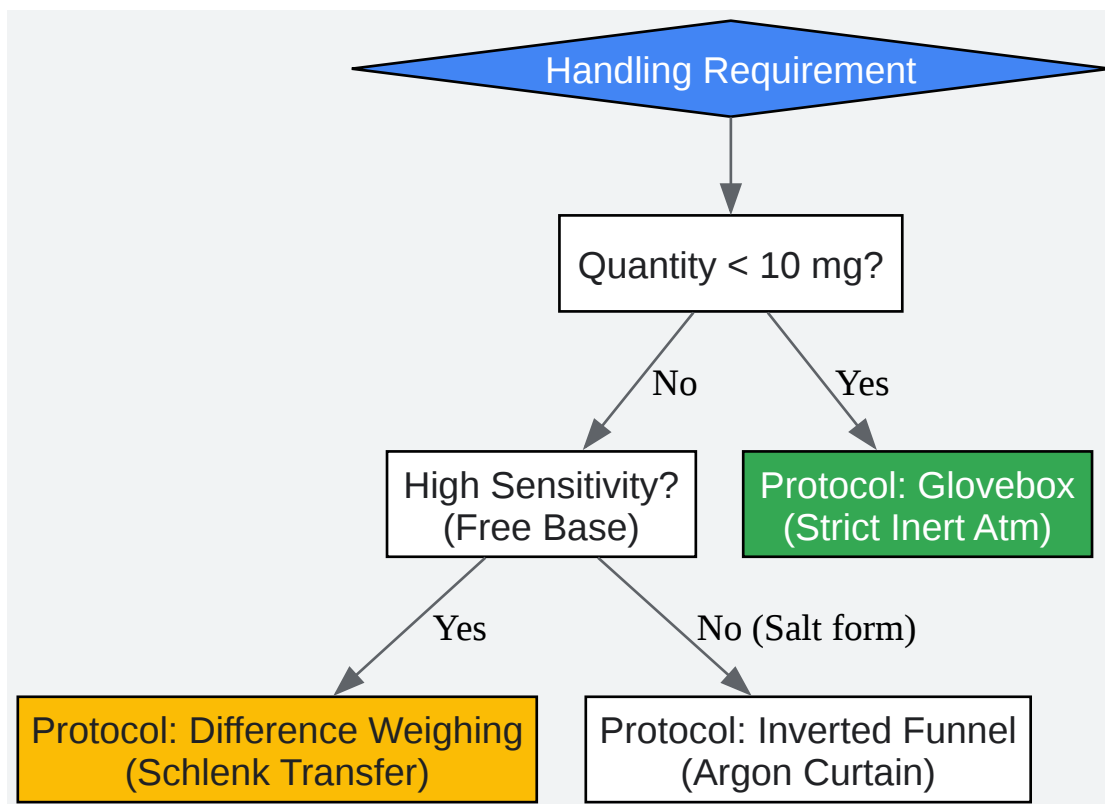 Handling Requirement
Quantity < 10 mg?
No
Yes
High Sensitivity?
(Free Base)
Protocol: Glovebox
(Strict Inert Atm)
Yes
No (Salt form)
Protocol: Difference Weighing
(Schlenk Transfer)
Protocol: Inverted Funnel
(Argon Curtain)